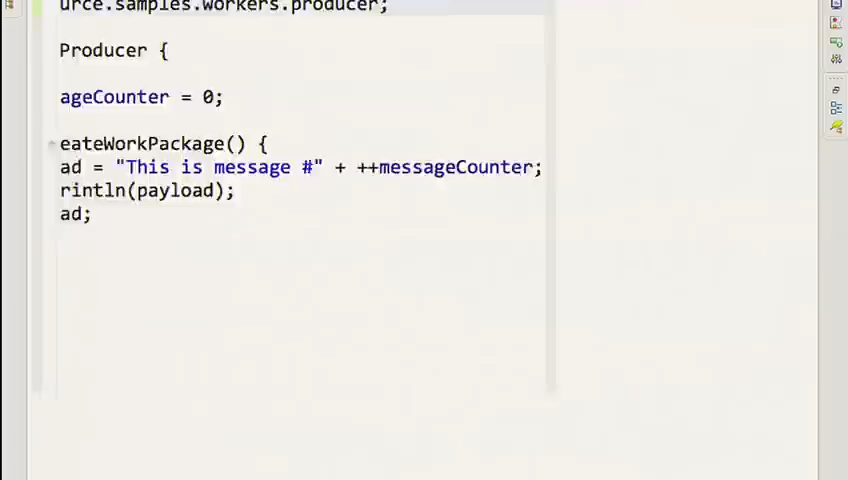 urce.samples.workers.producer;
Producer {
ageCounter = 0;
eateWorkPackage() {
ad = "This is message #" + ++messageCounter;
rintln(payload);
ad;